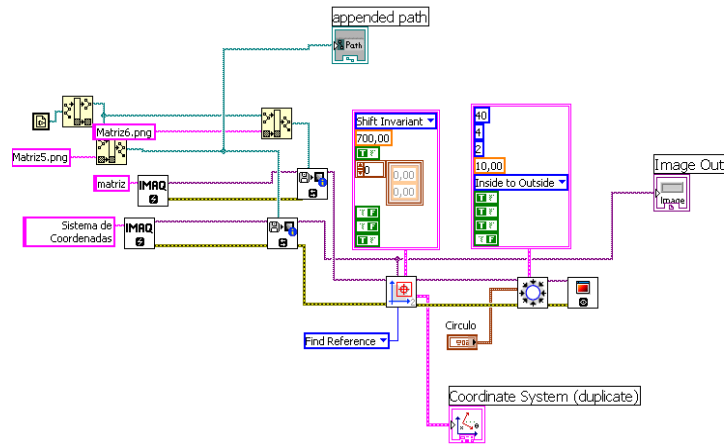 appended path
Path
Matriz6.png
Matriz5.png
matriz
IMAQ
Sistema de
Coordenadas
IMAQ
Shift Invariant
700,00
T
0
0,00
0,00
F
F
T F
40
4
2
10,00
Inside to Outside
T
T
T
T F
Image Out
Image
Find Reference
Circulo
Coordinate System (duplicate)